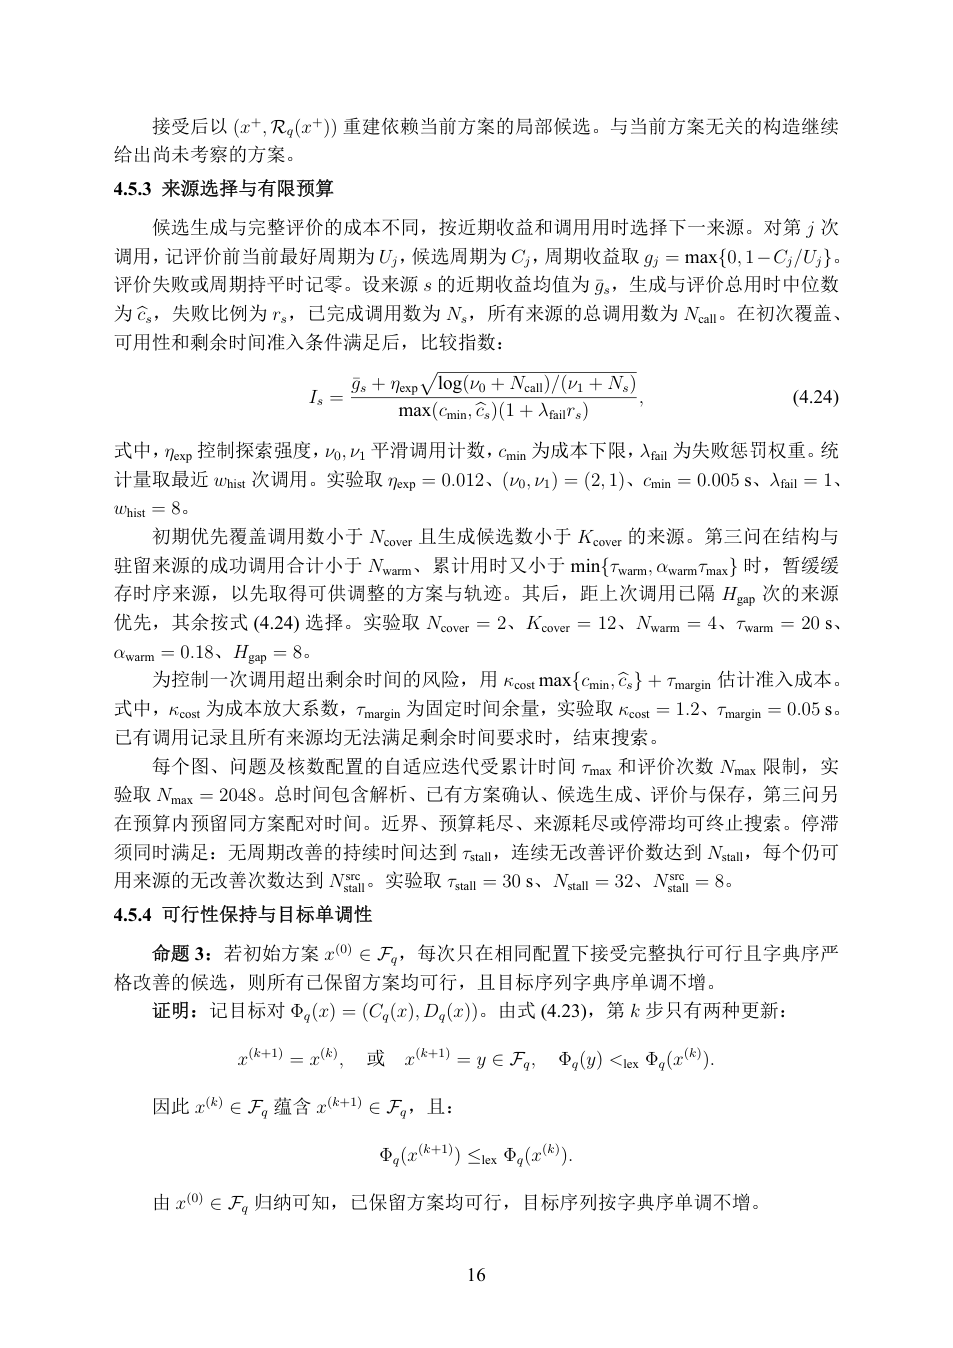 接受后以 (x⁺, ℛ_q(x⁺)) 重建依赖当前方案的局部候选。与当前方案无关的构造继续
给出尚未考察的方案。
4.5.3 来源选择与有限预算
候选生成与完整评价的成本不同，按近期收益和调用用时选择下一来源。对第 j 次
调用，记评价前当前最好周期为 U_j，候选周期为 C_j，周期收益取 g_j = max{0, 1 − C_j/U_j}。
评价失败或周期持平时记零。设来源 s 的近期收益均值为 ḡ_s，生成与评价总用时中位数
为 ĉ_s，失败比例为 r_s，已完成调用数为 N_s，所有来源的总调用数为 N_call。在初次覆盖、
可用性和剩余时间准入条件满足后，比较指数：
I_s = (ḡ_s + η_exp √(log(ν₀ + N_call)/(ν₁ + N_s))) / (max(c_min, ĉ_s)(1 + λ_fail r_s)), (4.24)
式中，η_exp 控制探索强度，ν₀, ν₁ 平滑调用计数，c_min 为成本下限，λ_fail 为失败惩罚权重。统
计量取最近 w_hist 次调用。实验取 η_exp = 0.012、(ν₀, ν₁) = (2, 1)、c_min = 0.005 s、λ_fail = 1、
w_hist = 8。
初期优先覆盖调用数小于 N_cover 且生成候选数小于 K_cover 的来源。第三问在结构与
驻留来源的成功调用合计小于 N_warm、累计用时又小于 min{τ_warm, α_warm τ_max} 时，暂缓缓
存时序来源，以先取得可供调整的方案与轨迹。其后，距上次调用已隔 H_gap 次的来源
优先，其余按式 (4.24) 选择。实验取 N_cover = 2、K_cover = 12、N_warm = 4、τ_warm = 20 s、
α_warm = 0.18、H_gap = 8。
为控制一次调用超出剩余时间的风险，用 κ_cost max{c_min, ĉ_s} + τ_margin 估计准入成本。
式中，κ_cost 为成本放大系数，τ_margin 为固定时间余量，实验取 κ_cost = 1.2、τ_margin = 0.05 s。
已有调用记录且所有来源均无法满足剩余时间要求时，结束搜索。
每个图、问题及核数配置的自适应迭代受累计时间 τ_max 和评价次数 N_max 限制，实
验取 N_max = 2048。总时间包含解析、已有方案确认、候选生成、评价与保存，第三问另
在预算内预留同方案配对时间。近界、预算耗尽、来源耗尽或停滞均可终止搜索。停滞
须同时满足：无周期改善的持续时间达到 τ_stall，连续无改善评价数达到 N_stall，每个仍可
用来源的无改善次数达到 N_stall^src。实验取 τ_stall = 30 s、N_stall = 32、N_stall^src = 8。
4.5.4 可行性保持与目标单调性
命题 3：若初始方案 x⁽⁰⁾ ∈ ℱ_q，每次只在相同配置下接受完整执行可行且字典序严
格改善的候选，则所有已保留方案均可行，且目标序列字典序单调不增。
证明：记目标对 Φ_q(x) = (C_q(x), D_q(x))。由式 (4.23)，第 k 步只有两种更新：
x⁽ᵏ⁺¹⁾ = x⁽ᵏ⁾, 或 x⁽ᵏ⁺¹⁾ = y ∈ ℱ_q, Φ_q(y) <_lex Φ_q(x⁽ᵏ⁾).
因此 x⁽ᵏ⁾ ∈ ℱ_q 蕴含 x⁽ᵏ⁺¹⁾ ∈ ℱ_q，且：
Φ_q(x⁽ᵏ⁺¹⁾) ≤_lex Φ_q(x⁽ᵏ⁾).
由 x⁽⁰⁾ ∈ ℱ_q 归纳可知，已保留方案均可行，目标序列按字典序单调不增。
16